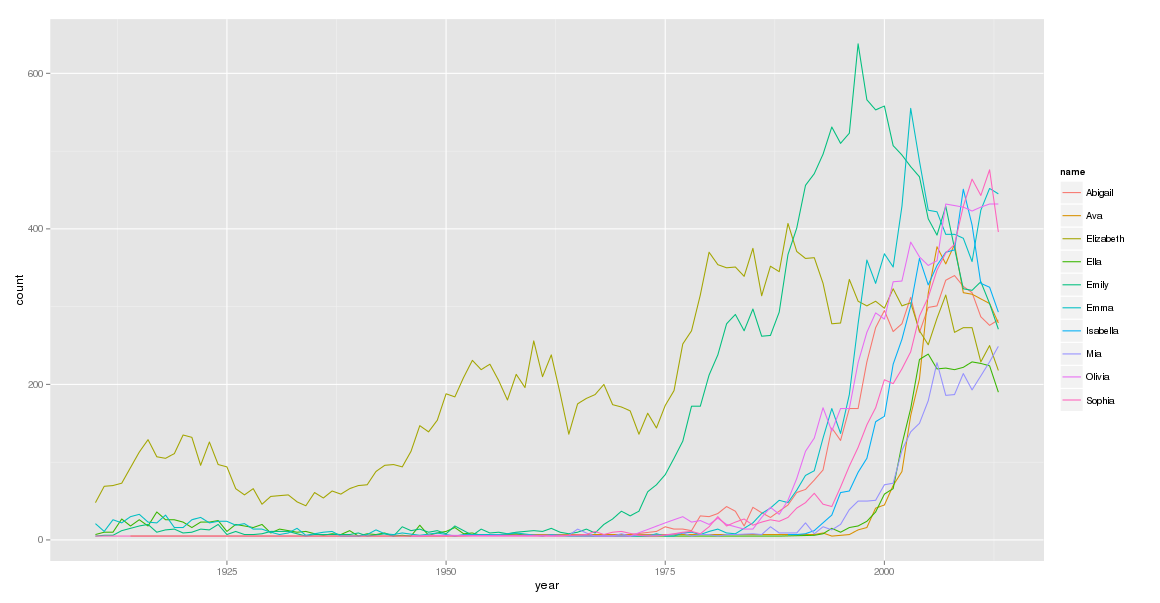 600
400
200
0
count
1925
1950
1975
2000
year
name
Abigail
Ava
Elizabeth
Ella
Emily
Emma
Isabella
Mia
Olivia
Sophia